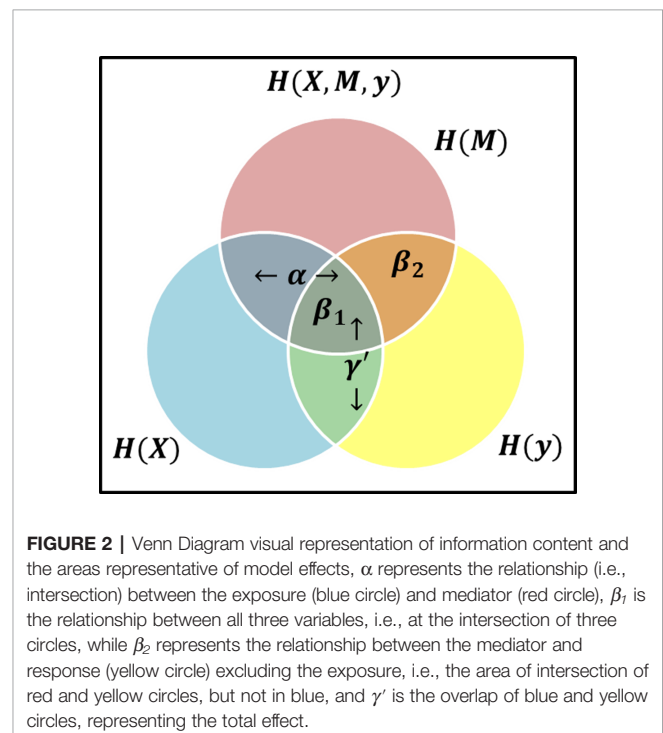 H(X, M, y)
H(M)
← α →
β₂
β₁ ↑
γ′
↓
H(X)
H(y)
FIGURE 2 | Venn Diagram visual representation of information content and
the areas representative of model effects, α represents the relationship (i.e.,
intersection) between the exposure (blue circle) and mediator (red circle), β₁ is
the relationship between all three variables, i.e., at the intersection of three
circles, while β₂ represents the relationship between the mediator and
response (yellow circle) excluding the exposure, i.e., the area of intersection of
red and yellow circles, but not in blue, and γ′ is the overlap of blue and yellow
circles, representing the total effect.